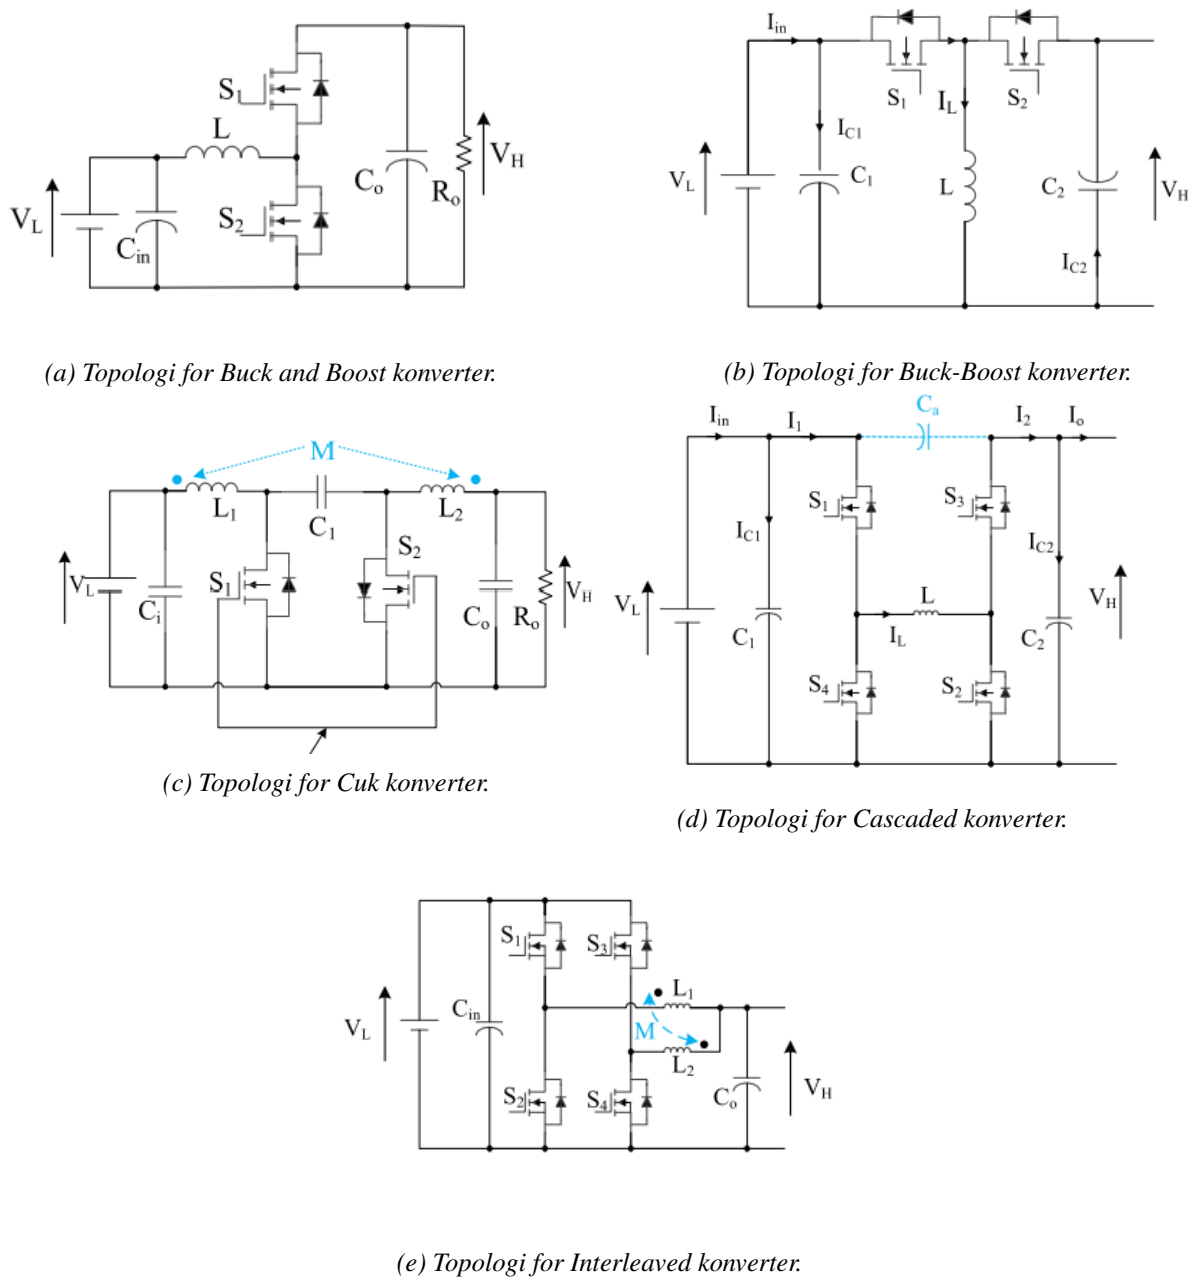 S1
L
VL
Cin
S2
Co
Ro
VH
(a) Topologi for Buck and Boost konverter.
Iin
S1
IL
S2
IC1
VL
C1
L
C2
VH
IC2
(b) Topologi for Buck-Boost konverter.
M
L1
C1
L2
S2
VL
Ci
S1
Co
Ro
VH
(c) Topologi for Cuk konverter.
Ca
Iin
I1
I2
Io
S1
S3
IC1
IC2
VL
C1
L
IL
C2
VH
S4
S2
(d) Topologi for Cascaded konverter.
S1
S3
L1
Cin
VL
M
L2
S2
S4
Co
VH
(e) Topologi for Interleaved konverter.